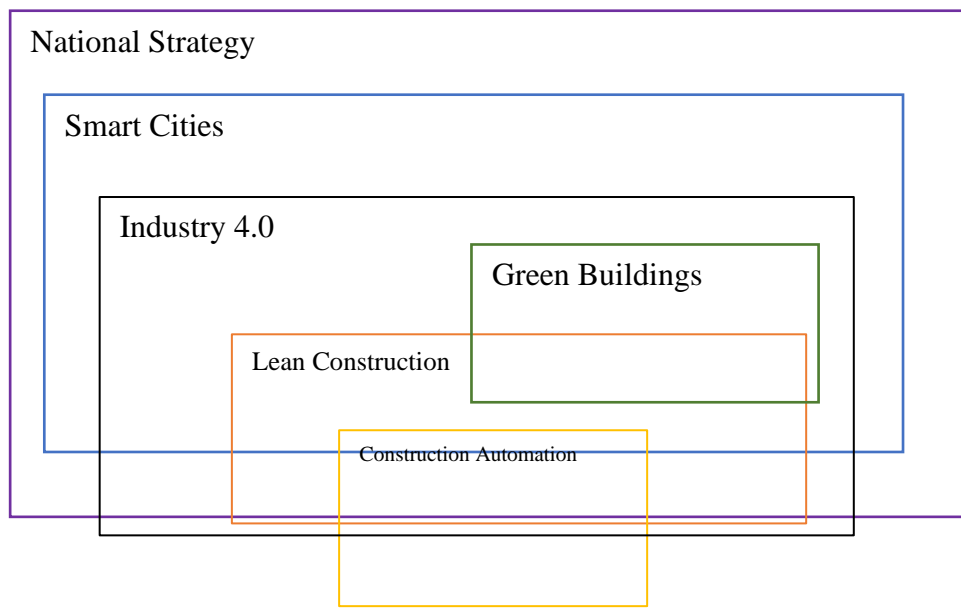 National Strategy
Smart Cities
Industry 4.0
Green Buildings
Lean Construction
Construction Automation